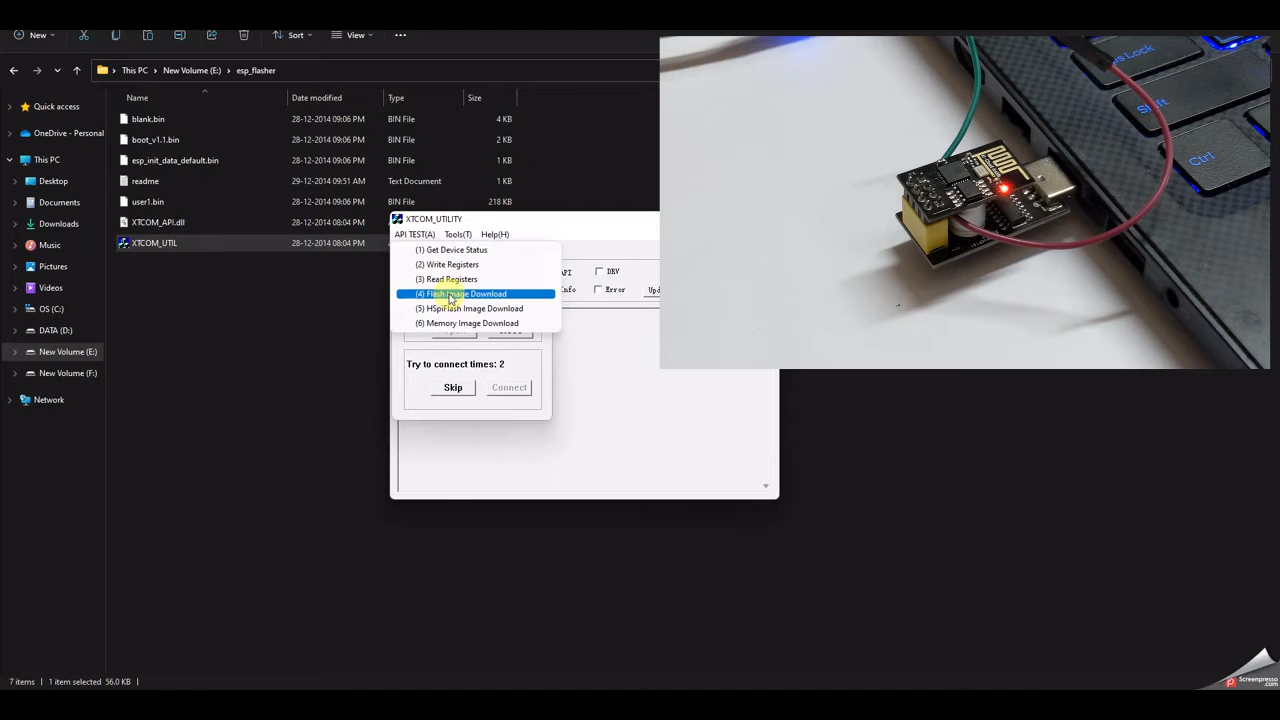 New
Sort
View
This PC > New Volume (E:) > esp_flasher
Name Date modified Type Size
Quick access
OneDrive - Personal
This PC
Desktop
Documents
Downloads
Music
Pictures
Videos
OS (C:)
DATA (D:)
New Volume (E:)
New Volume (F:)
Network
blank.bin 28-12-2014 09:06 PM BIN File 4 KB
boot_v1.1.bin 28-12-2014 09:06 PM BIN File 2 KB
esp_init_data_default.bin 28-12-2014 09:06 PM BIN File 1 KB
readme 29-12-2014 09:51 AM Text Document 1 KB
user1.bin 28-12-2014 09:06 PM BIN File 218 KB
XTCOM_API.dll 28-12-2014 08:04 PM
XTCOM_UTIL 28-12-2014 08:04 PM
XTCOM_UTILITY
API TEST(A) Tools(T) Help(H)
(1) Get Device Status
(2) Write Registers
(3) Read Registers
(4) Flash Image Download
(5) HSpiFlash Image Download
(6) Memory Image Download
API DRV
Info Error
Try to connect times: 2
Skip Connect
Shift
Ctrl
7 items 1 item selected 56.0 KB
Screenpresso
.com